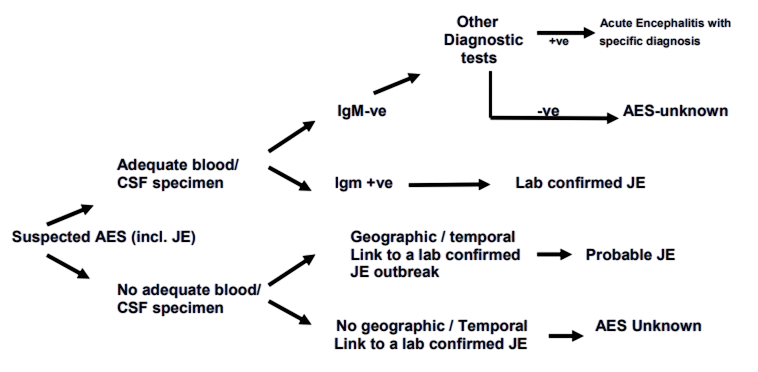 Other
Diagnostic
tests
+ve
Acute Encephalitis with
specific diagnosis
IgM-ve
-ve
AES-unknown
Adequate blood/
CSF specimen
Igm +ve
Lab confirmed JE
Suspected AES (incl. JE)
Geographic / temporal
Link to a lab confirmed
JE outbreak
Probable JE
No adequate blood/
CSF specimen
No geographic / Temporal
Link to a lab confirmed JE
AES Unknown